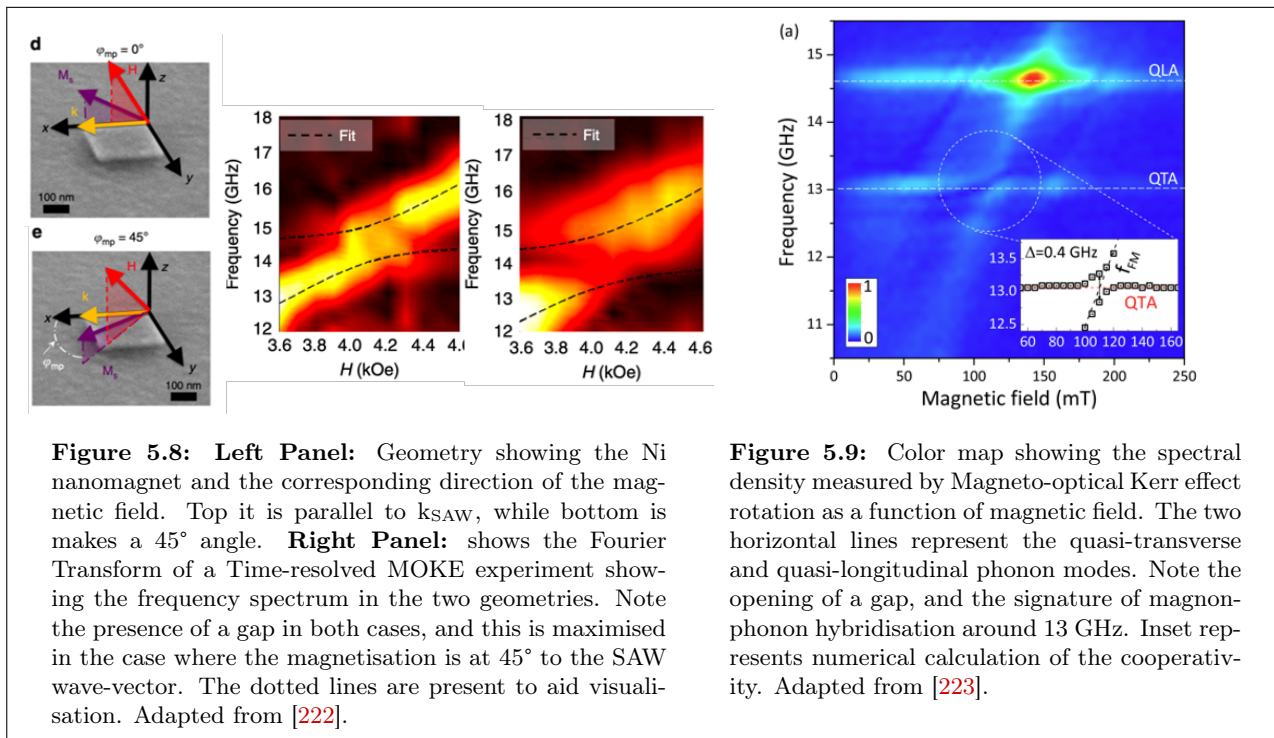 d
φmp = 0°
H
z
Ms
k
x
y
100 nm
e
φmp = 45°
H
z
k
x
φmp
Ms
y
100 nm
18
17
16
15
14
13
12
Frequency (GHz)
Fit
3.6 4.0 4.2 4.4 4.6
H (kOe)
18
17
16
15
14
13
12
Frequency (GHz)
Fit
3.6 3.8 4.0 4.2 4.4 4.6
H (kOe)
(a)
15
14
13
12
11
Frequency (GHz)
QLA
QTA
1
0
Δ=0.4 GHz
fFM
QTA
13.5
13.0
12.5
60 80 100 120 140 160
0 50 100 150 200 250
Magnetic field (mT)
Figure 5.8: Left Panel: Geometry showing the Ni
nanomagnet and the corresponding direction of the mag-
netic field. Top it is parallel to kSAW, while bottom is
makes a 45° angle. Right Panel: shows the Fourier
Transform of a Time-resolved MOKE experiment show-
ing the frequency spectrum in the two geometries. Note
the presence of a gap in both cases, and this is maximised
in the case where the magnetisation is at 45° to the SAW
wave-vector. The dotted lines are present to aid visuali-
sation. Adapted from [222].
Figure 5.9: Color map showing the spectral
density measured by Magneto-optical Kerr effect
rotation as a function of magnetic field. The two
horizontal lines represent the quasi-transverse
and quasi-longitudinal phonon modes. Note the
opening of a gap, and the signature of magnon-
phonon hybridisation around 13 GHz. Inset rep-
resents numerical calculation of the cooperativ-
ity. Adapted from [223].